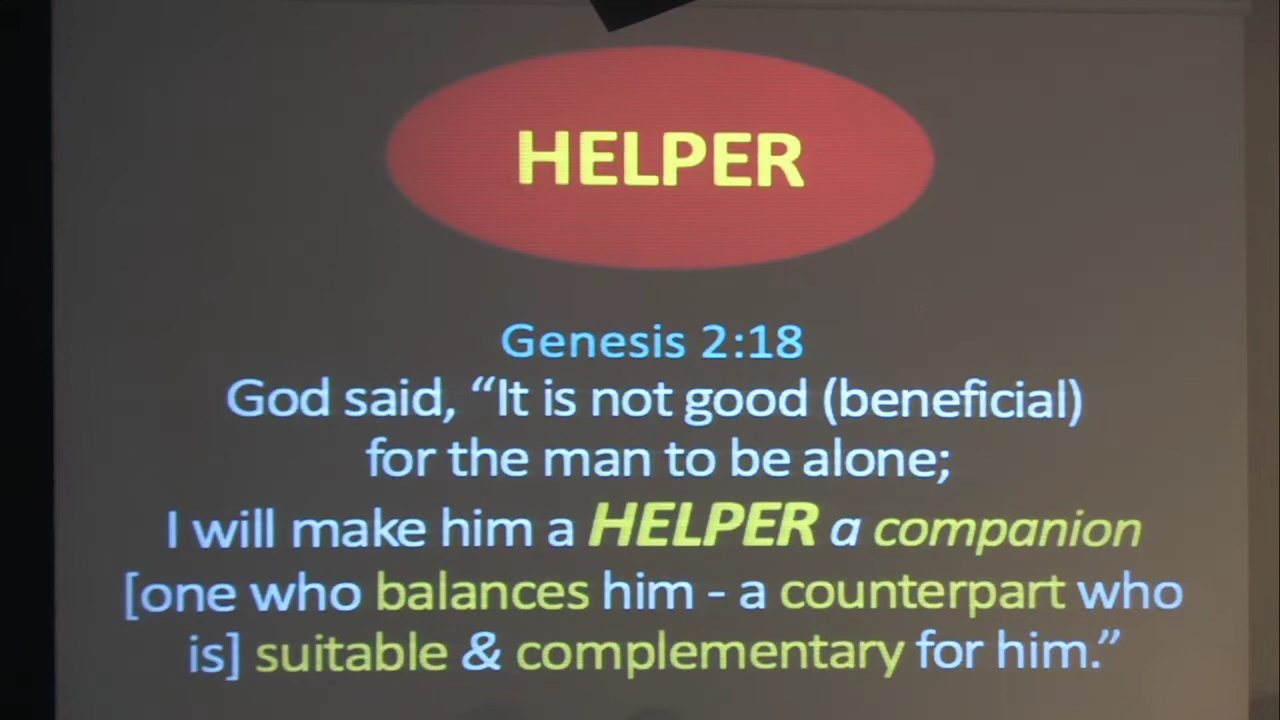 HELPER
Genesis 2:18
God said, “It is not good (beneficial)
for the man to be alone;
I will make him a HELPER a companion
[one who balances him - a counterpart who
is] suitable & complementary for him.”